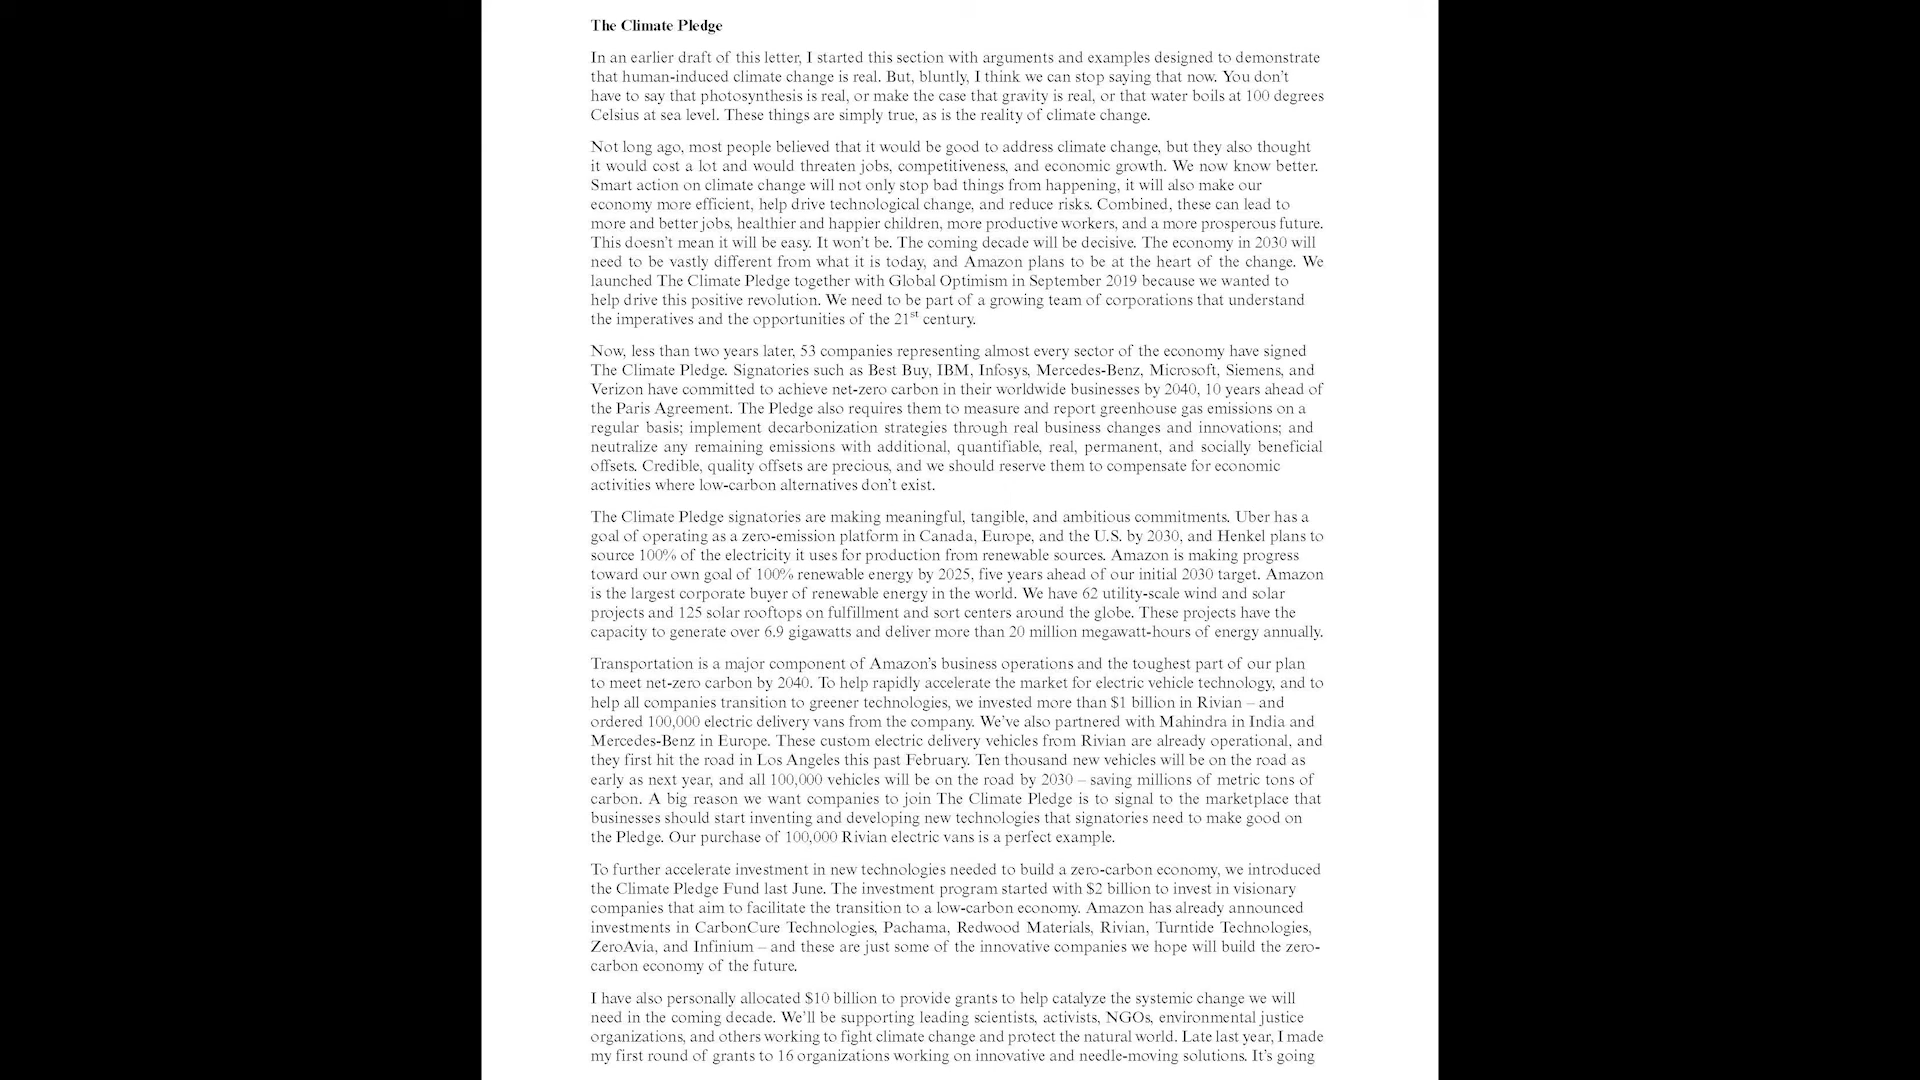 The Climate Pledge
In an earlier draft of this letter, I started this section with arguments and examples designed to demonstrate
that human-induced climate change is real. But, bluntly, I think we can stop saying that now. You don’t
have to say that photosynthesis is real, or make the case that gravity is real, or that water boils at 100 degrees
Celsius at sea level. These things are simply true, as is the reality of climate change.
Not long ago, most people believed that it would be good to address climate change, but they also thought
it would cost a lot and would threaten jobs, competitiveness, and economic growth. We now know better.
Smart action on climate change will not only stop bad things from happening, it will also make our
economy more efficient, help drive technological change, and reduce risks. Combined, these can lead to
more and better jobs, healthier and happier children, more productive workers, and a more prosperous future.
This doesn’t mean it will be easy. It won’t be. The coming decade will be decisive. The economy in 2030 will
need to be vastly different from what it is today, and Amazon plans to be at the heart of the change. We
launched The Climate Pledge together with Global Optimism in September 2019 because we wanted to
help drive this positive revolution. We need to be part of a growing team of corporations that understand
the imperatives and the opportunities of the 21st century.
Now, less than two years later, 53 companies representing almost every sector of the economy have signed
The Climate Pledge. Signatories such as Best Buy, IBM, Infosys, Mercedes-Benz, Microsoft, Siemens, and
Verizon have committed to achieve net-zero carbon in their worldwide businesses by 2040, 10 years ahead of
the Paris Agreement. The Pledge also requires them to measure and report greenhouse gas emissions on a
regular basis; implement decarbonization strategies through real business changes and innovations; and
neutralize any remaining emissions with additional, quantifiable, real, permanent, and socially beneficial
offsets. Credible, quality offsets are precious, and we should reserve them to compensate for economic
activities where low-carbon alternatives don’t exist.
The Climate Pledge signatories are making meaningful, tangible, and ambitious commitments. Uber has a
goal of operating as a zero-emission platform in Canada, Europe, and the U.S. by 2030, and Henkel plans to
source 100% of the electricity it uses for production from renewable sources. Amazon is making progress
toward our own goal of 100% renewable energy by 2025, five years ahead of our initial 2030 target. Amazon
is the largest corporate buyer of renewable energy in the world. We have 62 utility-scale wind and solar
projects and 125 solar rooftops on fulfillment and sort centers around the globe. These projects have the
capacity to generate over 6.9 gigawatts and deliver more than 20 million megawatt-hours of energy annually.
Transportation is a major component of Amazon’s business operations and the toughest part of our plan
to meet net-zero carbon by 2040. To help rapidly accelerate the market for electric vehicle technology, and to
help all companies transition to greener technologies, we invested more than $1 billion in Rivian – and
ordered 100,000 electric delivery vans from the company. We’ve also partnered with Mahindra in India and
Mercedes-Benz in Europe. These custom electric delivery vehicles from Rivian are already operational, and
they first hit the road in Los Angeles this past February. Ten thousand new vehicles will be on the road as
early as next year, and all 100,000 vehicles will be on the road by 2030 – saving millions of metric tons of
carbon. A big reason we want companies to join The Climate Pledge is to signal to the marketplace that
businesses should start inventing and developing new technologies that signatories need to make good on
the Pledge. Our purchase of 100,000 Rivian electric vans is a perfect example.
To further accelerate investment in new technologies needed to build a zero-carbon economy, we introduced
the Climate Pledge Fund last June. The investment program started with $2 billion to invest in visionary
companies that aim to facilitate the transition to a low-carbon economy. Amazon has already announced
investments in CarbonCure Technologies, Pachama, Redwood Materials, Rivian, Turntide Technologies,
ZeroAvia, and Infinium – and these are just some of the innovative companies we hope will build the zero-
carbon economy of the future.
I have also personally allocated $10 billion to provide grants to help catalyze the systemic change we will
need in the coming decade. We’ll be supporting leading scientists, activists, NGOs, environmental justice
organizations, and others working to fight climate change and protect the natural world. Late last year, I made
my first round of grants to 16 organizations working on innovative and needle-moving solutions. It’s going